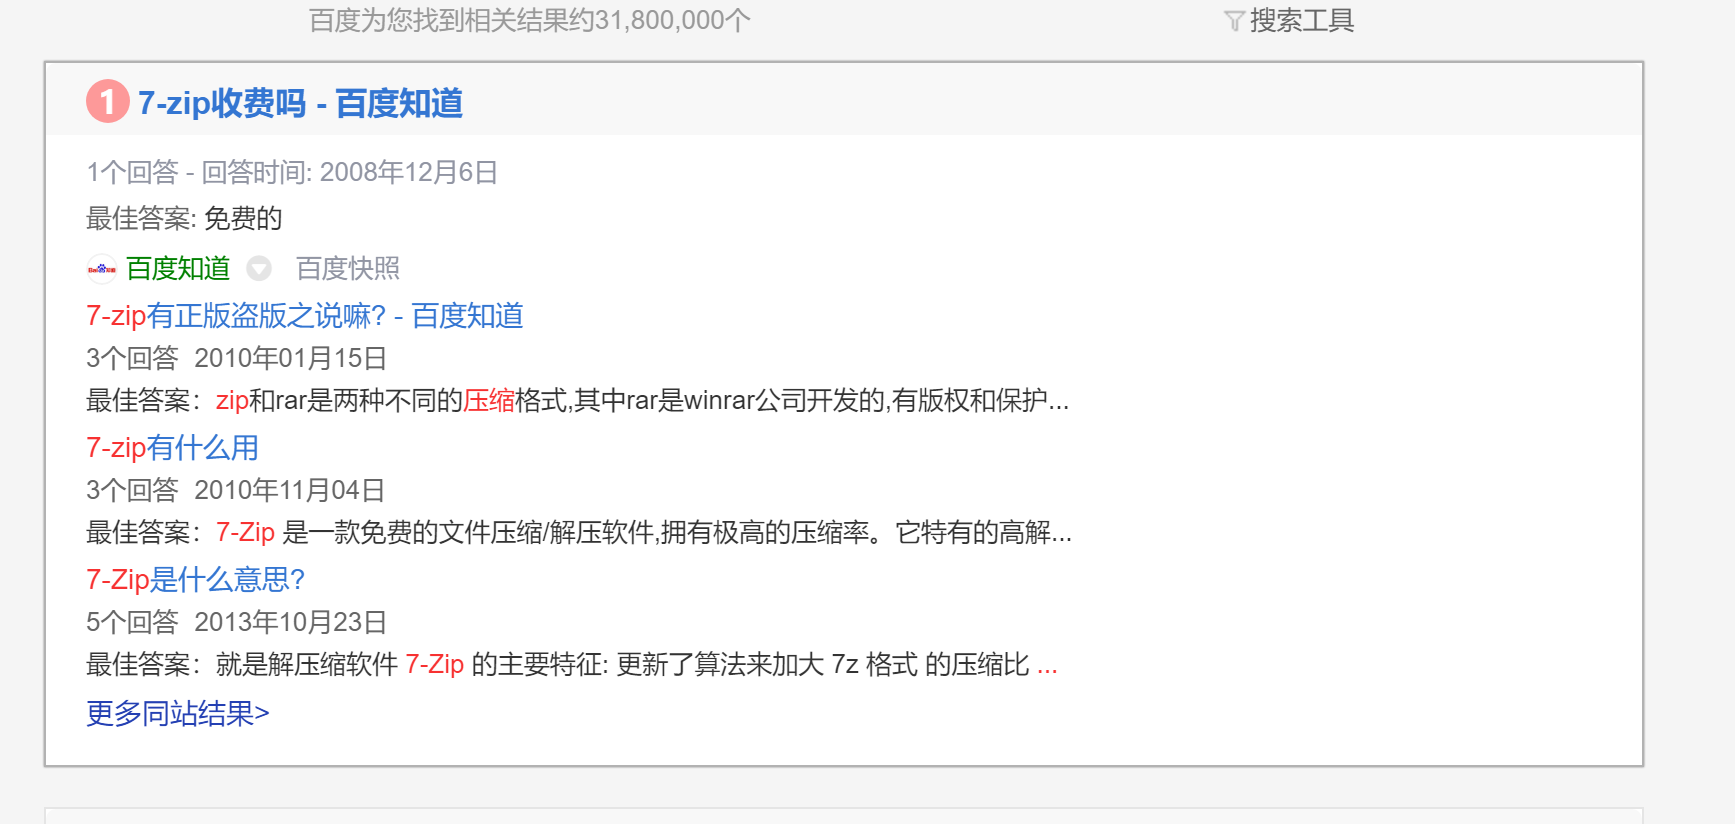 百度为您找到相关结果约31,800,000个
搜索工具
1 7-zip收费吗 - 百度知道
1个回答 - 回答时间: 2008年12月6日
最佳答案: 免费的
百度知道 百度快照
7-zip有正版盗版之说嘛? - 百度知道
3个回答 2010年01月15日
最佳答案：zip和rar是两种不同的压缩格式,其中rar是winrar公司开发的,有版权和保护...
7-zip有什么用
3个回答 2010年11月04日
最佳答案：7-Zip 是一款免费的文件压缩/解压软件,拥有极高的压缩率。它特有的高解...
7-Zip是什么意思?
5个回答 2013年10月23日
最佳答案：就是解压缩软件 7-Zip 的主要特征: 更新了算法来加大 7z 格式 的压缩比 ...
更多同站结果>